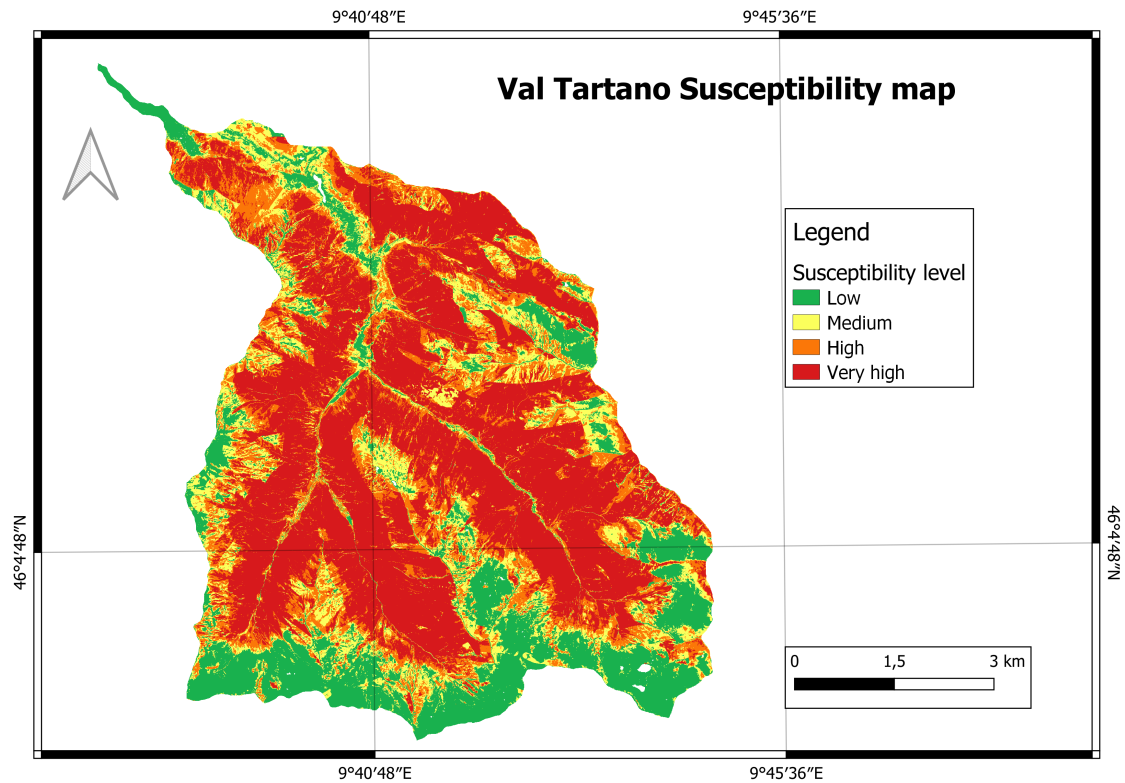 9°40′48″E 9°45′36″E
Val Tartano Susceptibility map
Legend
Susceptibility level
Low
Medium
High
Very high
46°4′48″N
46°4′48″N
0 1,5 3 km
9°40′48″E 9°45′36″E